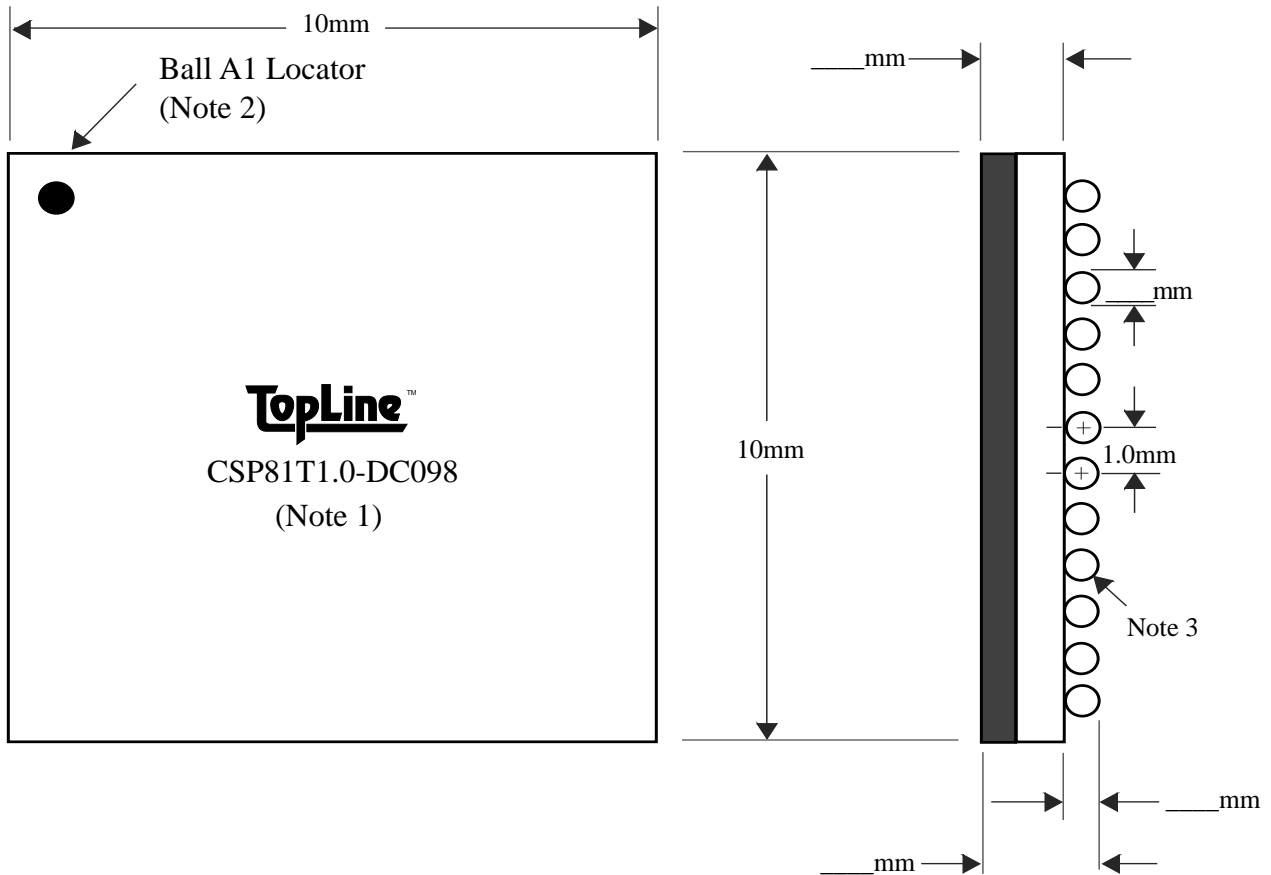 10mm
Ball A1 Locator
(Note 2)
____mm
____mm
TopLine™
CSP81T1.0-DC098
(Note 1)
10mm
1.0mm
Note 3
____mm
____mm